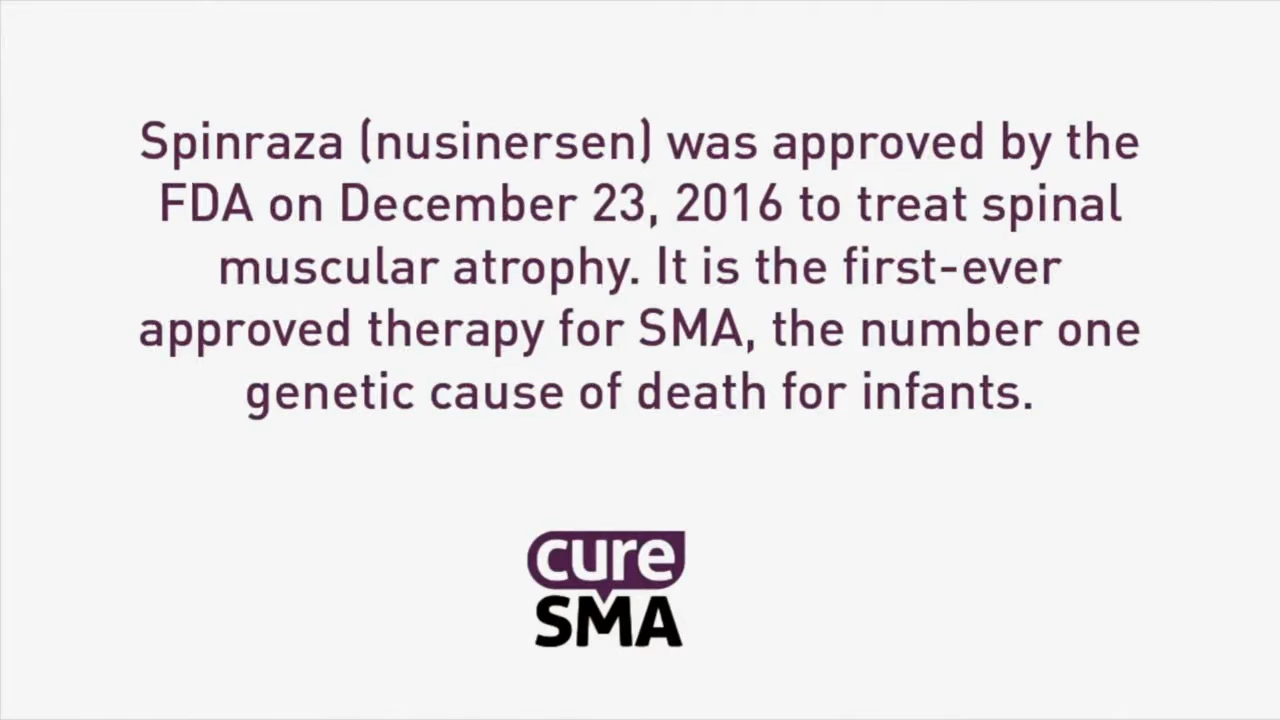 Spinraza (nusinersen) was approved by the
FDA on December 23, 2016 to treat spinal
muscular atrophy. It is the first-ever
approved therapy for SMA, the number one
genetic cause of death for infants.
cure
SMA